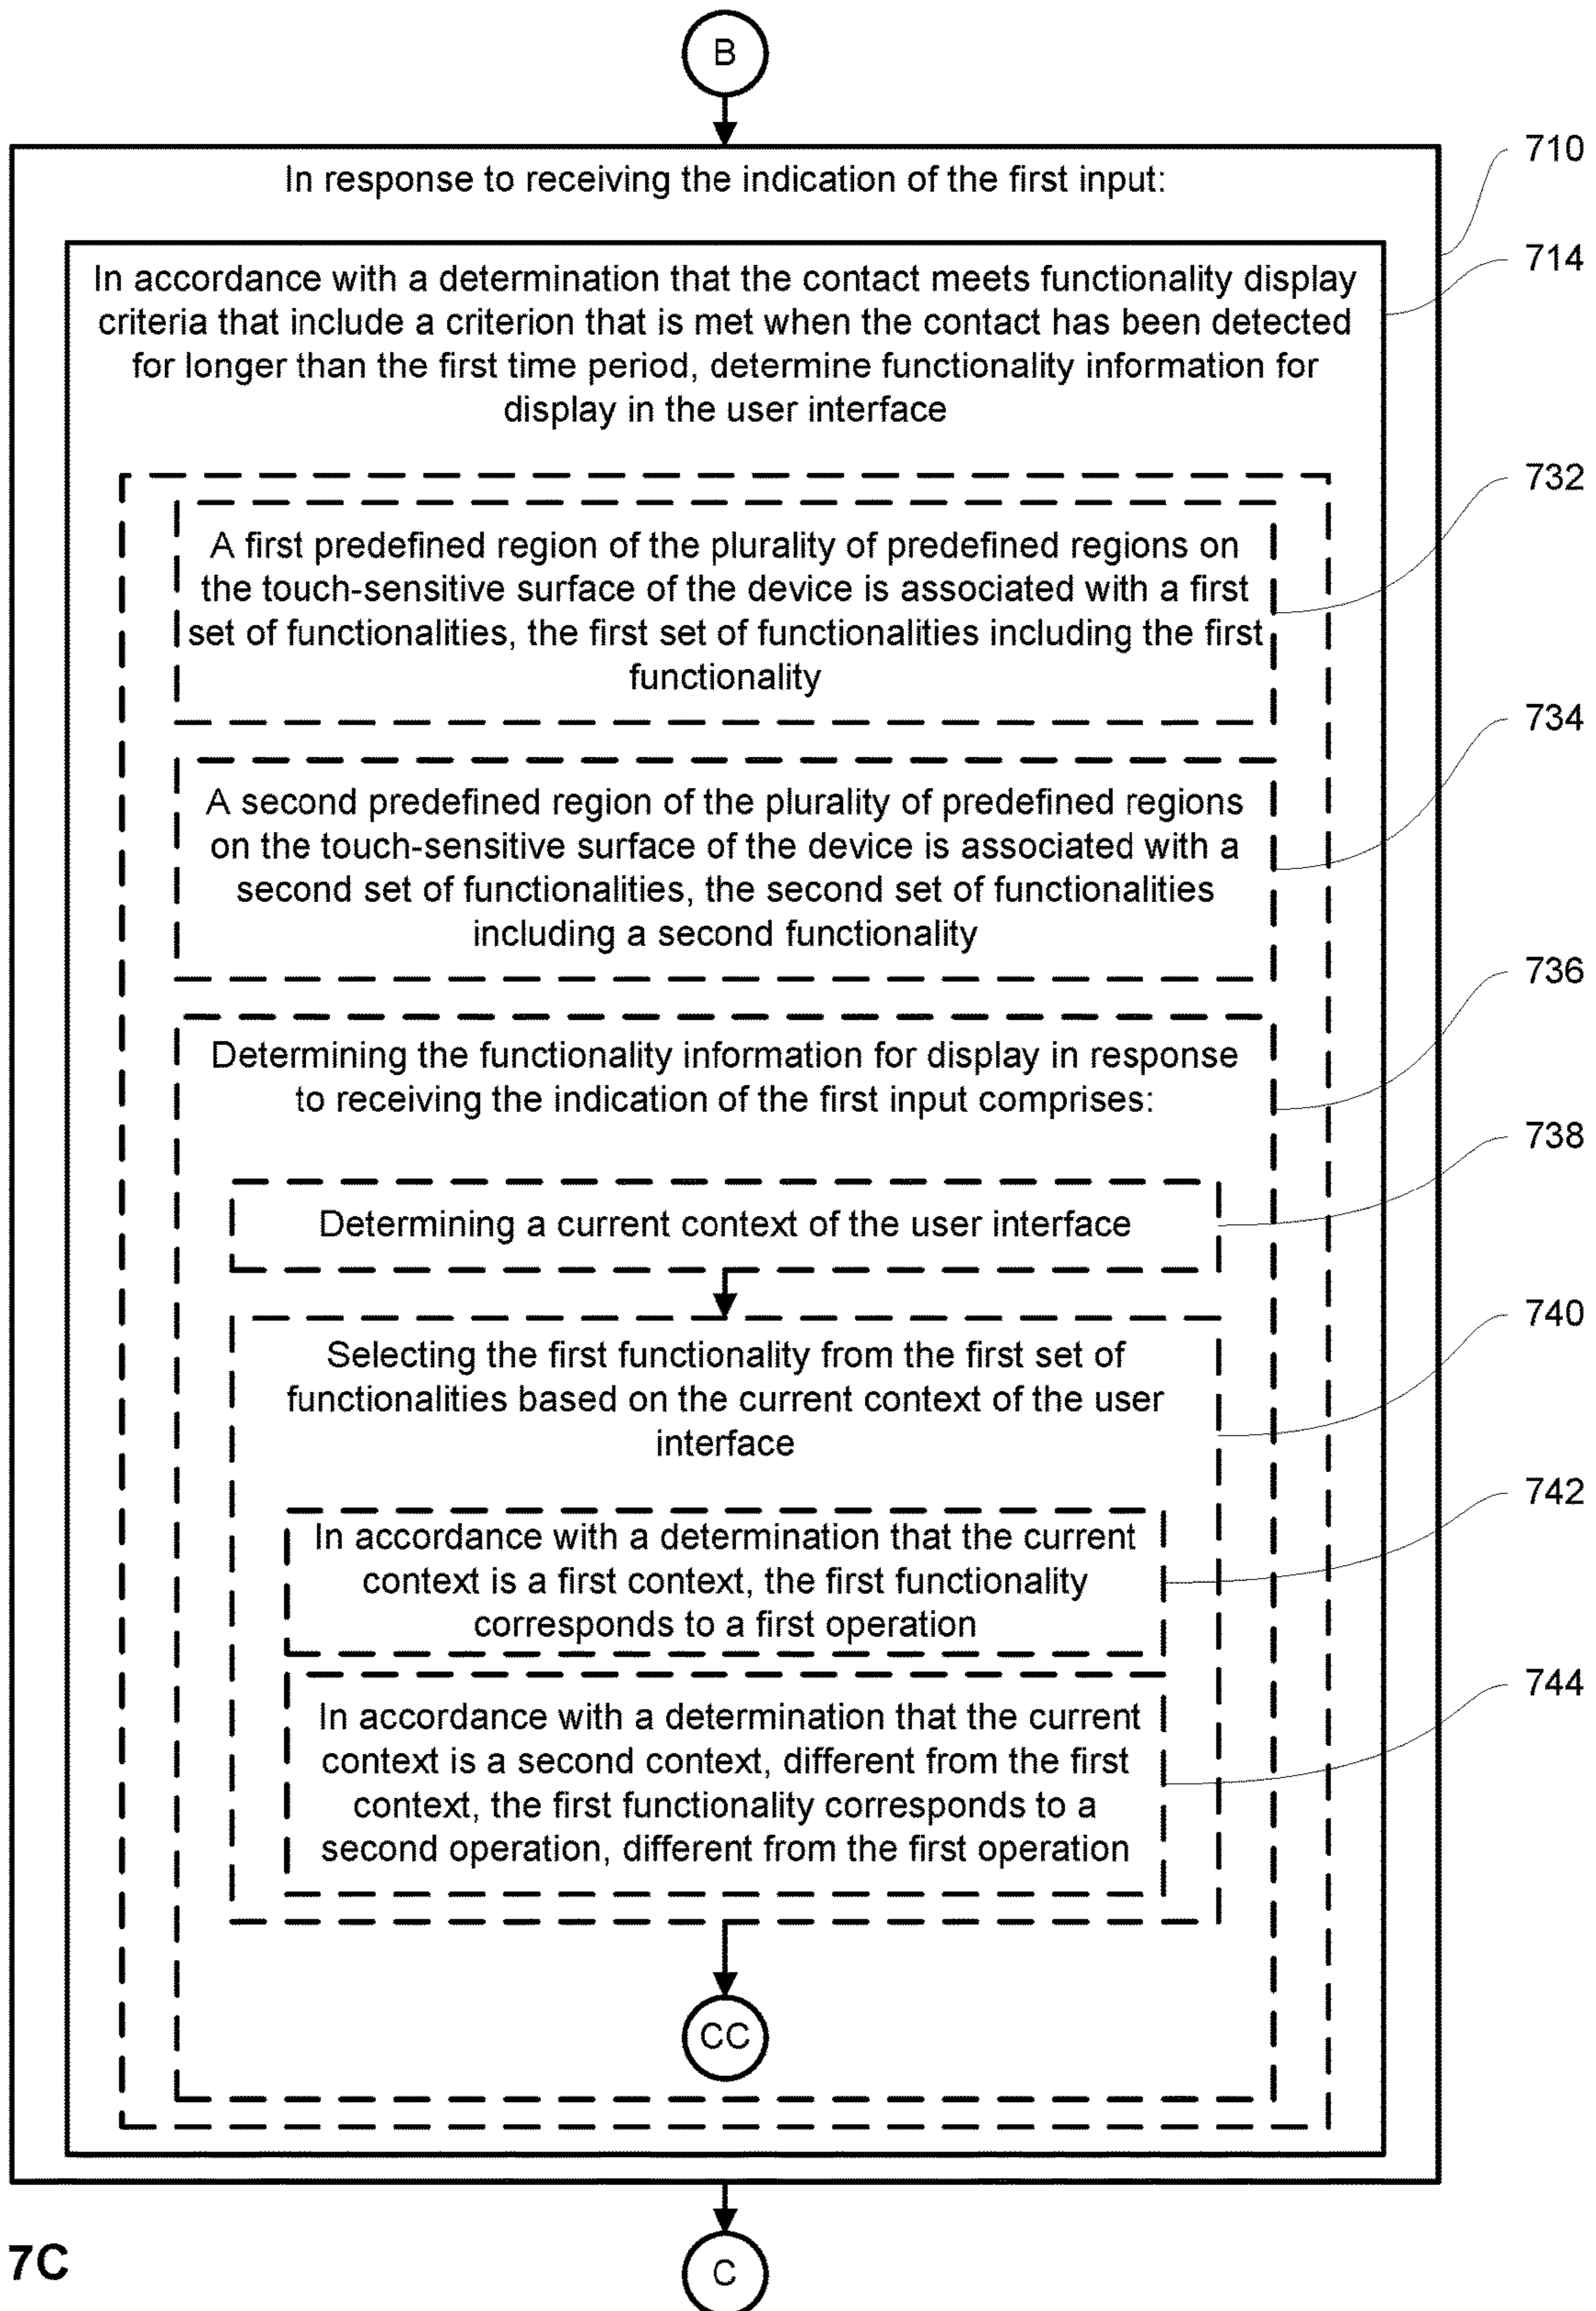 B
710
In response to receiving the indication of the first input:
714
In accordance with a determination that the contact meets functionality display
criteria that include a criterion that is met when the contact has been detected
for longer than the first time period, determine functionality information for
display in the user interface
732
A first predefined region of the plurality of predefined regions on
the touch-sensitive surface of the device is associated with a first
set of functionalities, the first set of functionalities including the first
functionality
734
A second predefined region of the plurality of predefined regions
on the touch-sensitive surface of the device is associated with a
second set of functionalities, the second set of functionalities
including a second functionality
736
Determining the functionality information for display in response
to receiving the indication of the first input comprises:
738
Determining a current context of the user interface
740
Selecting the first functionality from the first set of
functionalities based on the current context of the user
interface
742
In accordance with a determination that the current
context is a first context, the first functionality
corresponds to a first operation
744
In accordance with a determination that the current
context is a second context, different from the first
context, the first functionality corresponds to a
second operation, different from the first operation
CC
7C
C